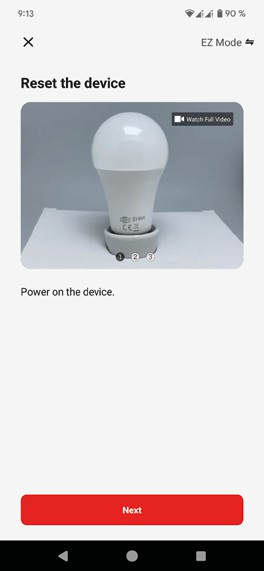 9:13
90 %
EZ Mode
Reset the device
Watch Full Video
CE
1 2 3
Power on the device.
Next